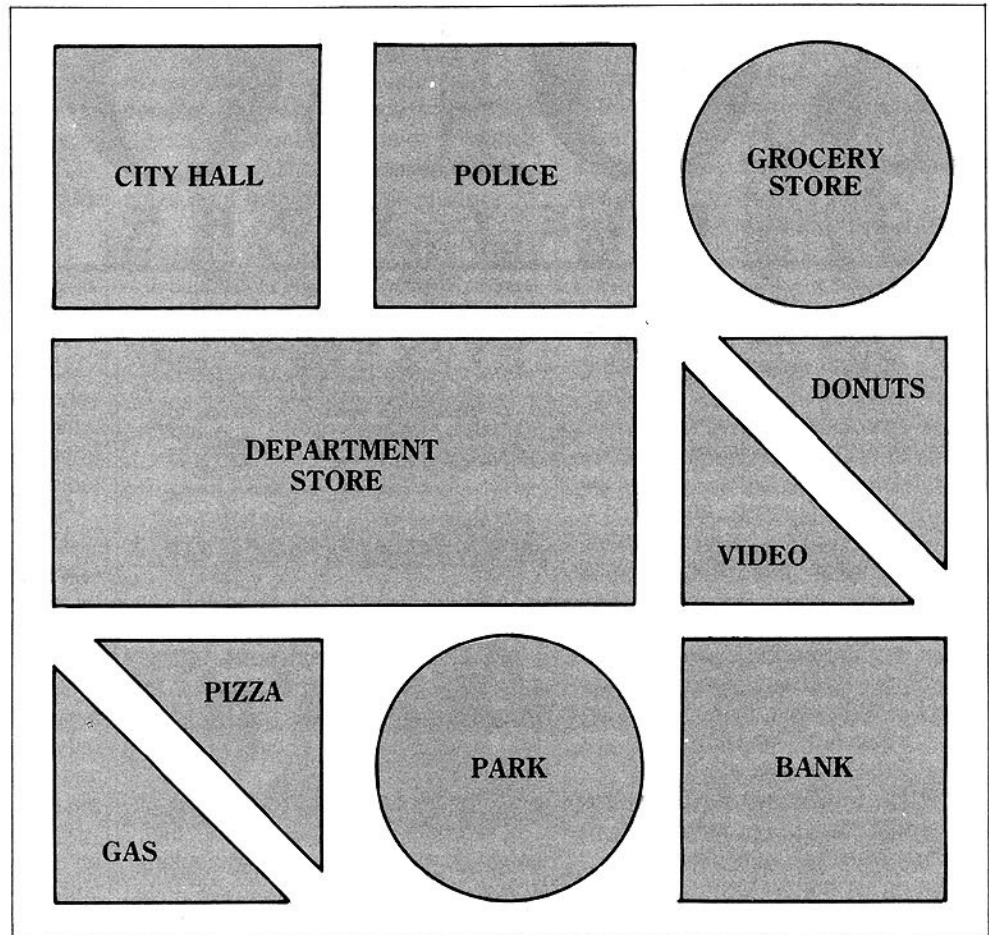 CITY HALL
POLICE
GROCERY
STORE
DEPARTMENT
STORE
DONUTS
VIDEO
PIZZA
GAS
PARK
BANK